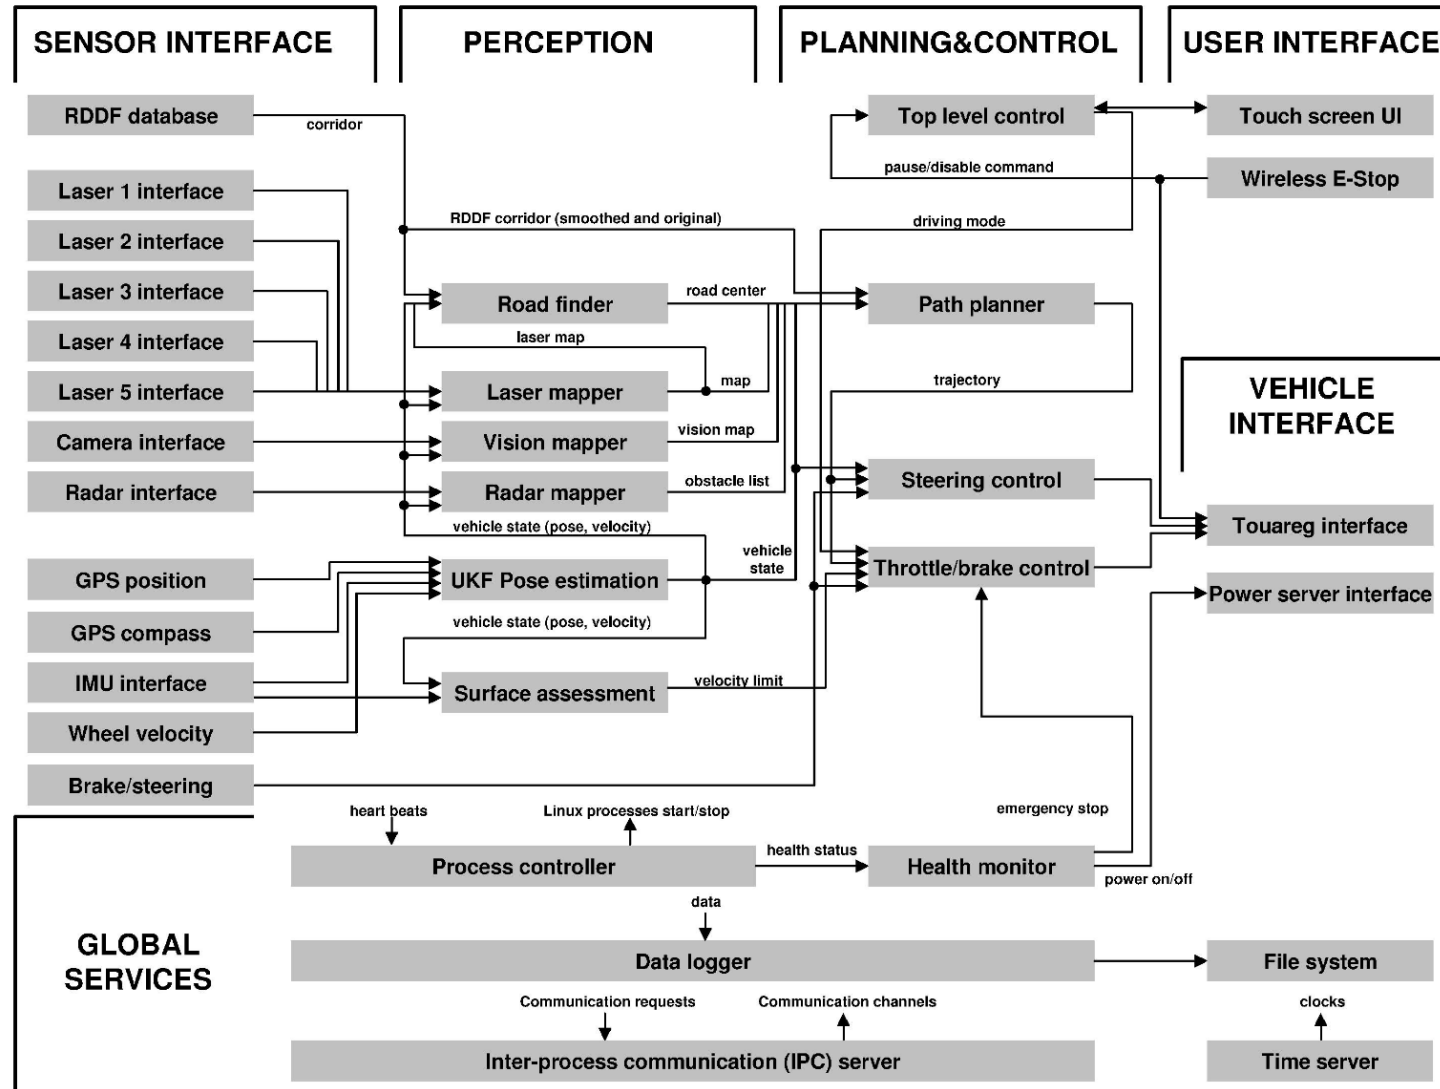 SENSOR INTERFACE
PERCEPTION
PLANNING&CONTROL
USER INTERFACE
RDDF database
corridor
Top level control
Touch screen UI
pause/disable command
Wireless E-Stop
Laser 1 interface
RDDF corridor (smoothed and original)
driving mode
Laser 2 interface
Laser 3 interface
Road finder
road center
Path planner
Laser 4 interface
laser map
Laser 5 interface
Laser mapper
map
trajectory
VEHICLE
INTERFACE
Camera interface
Vision mapper
vision map
Radar interface
Radar mapper
obstacle list
Steering control
vehicle state (pose, velocity)
Touareg interface
vehicle
state
GPS position
UKF Pose estimation
Throttle/brake control
Power server interface
GPS compass
vehicle state (pose, velocity)
IMU interface
Surface assessment
velocity limit
Wheel velocity
Brake/steering
heart beats
Linux processes start/stop
emergency stop
Process controller
health status
Health monitor
power on/off
data
GLOBAL
SERVICES
Data logger
File system
Communication requests
Communication channels
clocks
Inter-process communication (IPC) server
Time server